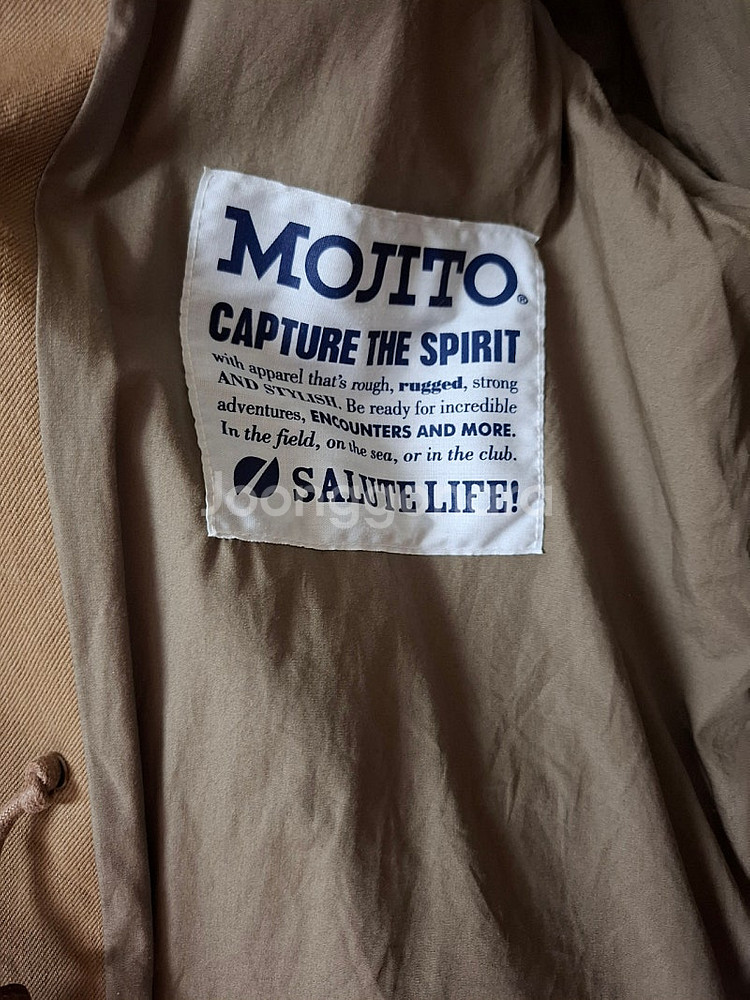 MOJITO®
CAPTURE THE SPIRIT
with apparel that's rough, rugged, strong
AND STYLISH. Be ready for incredible
adventures, ENCOUNTERS AND MORE.
In the field, on the sea, or in the club.
SALUTE LIFE!
Joonggonara